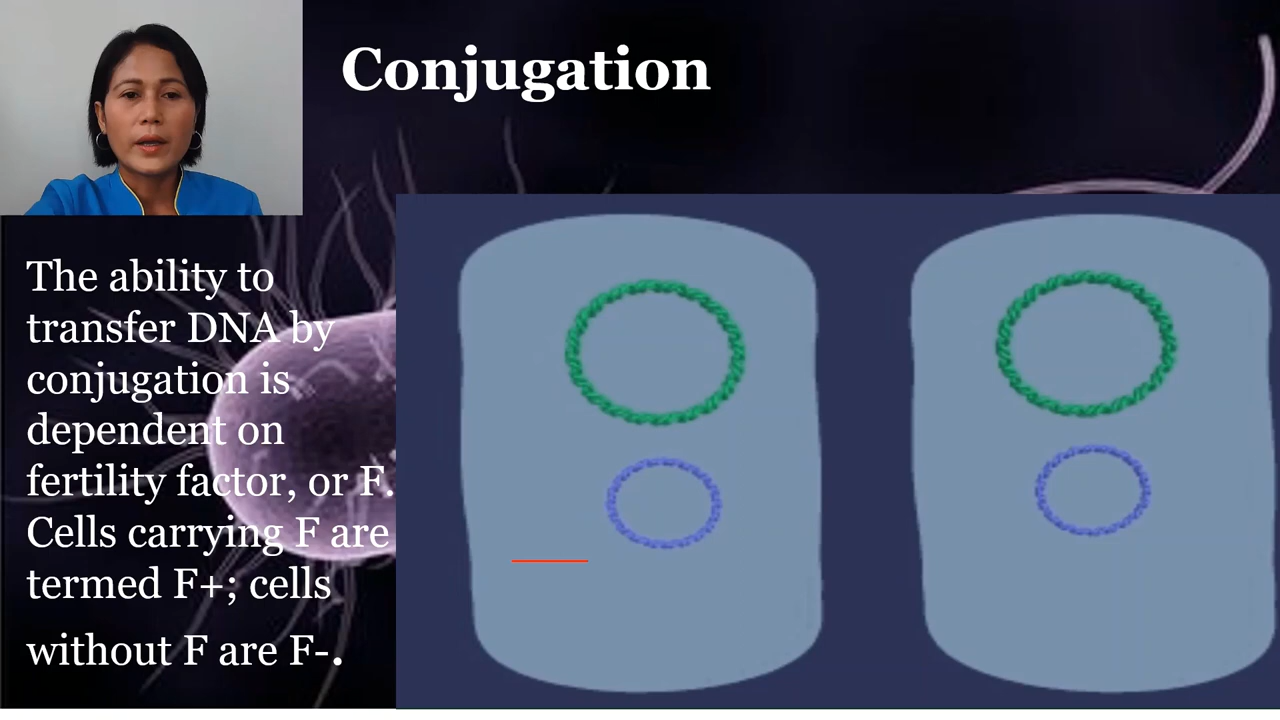 Conjugation
The ability to
transfer DNA by
conjugation is
dependent on
fertility factor, or F.
Cells carrying F are
termed F+; cells
without F are F-.